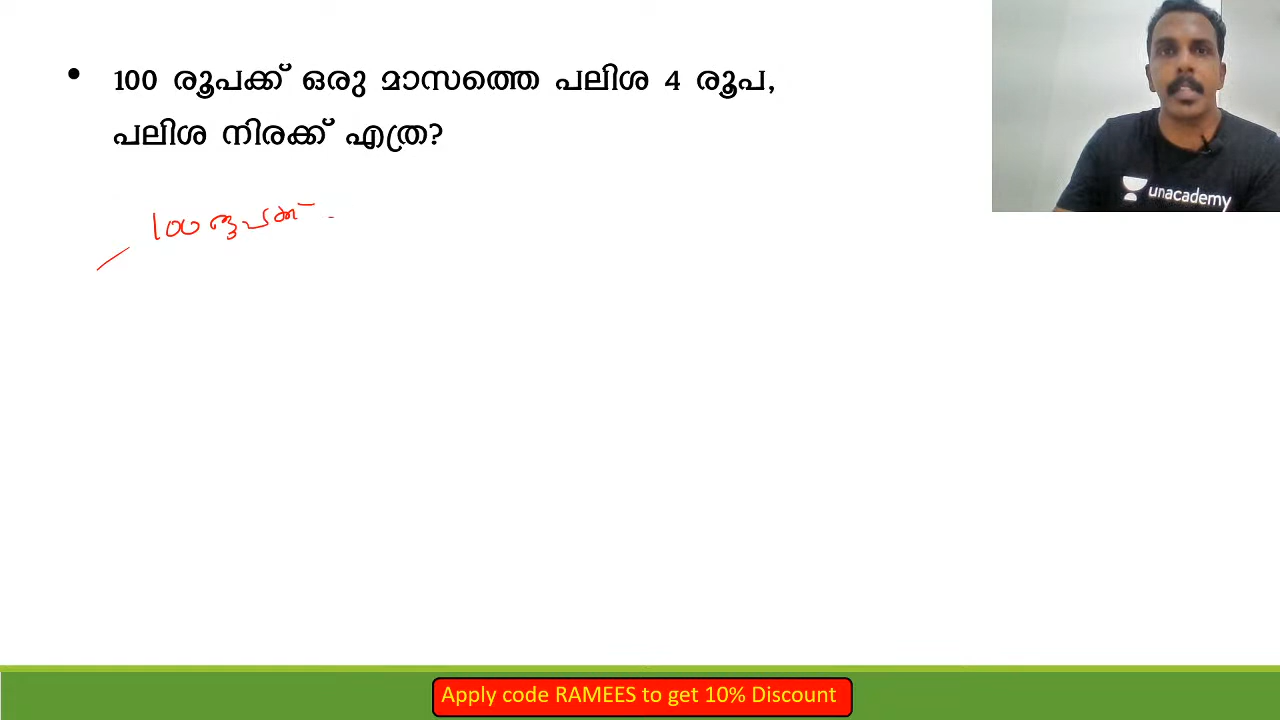 • 100 രൂപക്ക് ഒരു മാസത്തെ പലിശ 4 രൂപ,
പലിശ നിരക്ക് എത്ര?
100 രൂപക്ക്
unacademy
Apply code RAMEES to get 10% Discount